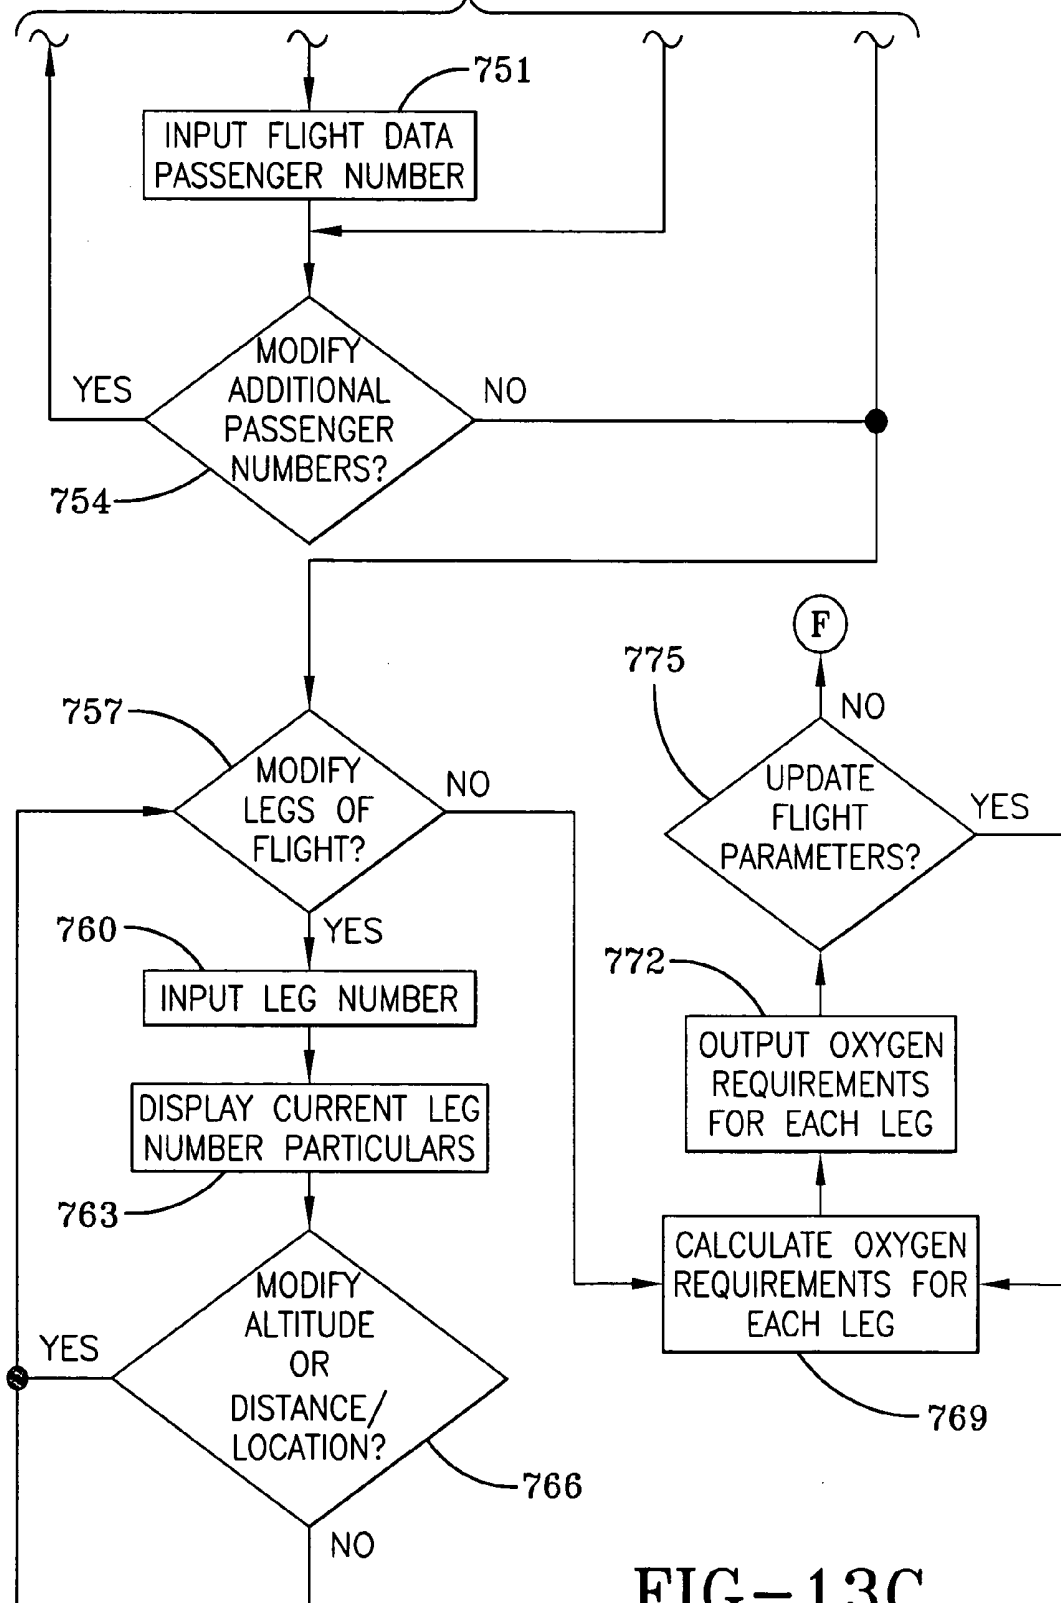 751
INPUT FLIGHT DATA
PASSENGER NUMBER
MODIFY
ADDITIONAL
PASSENGER
NUMBERS?
YES
NO
754
F
775
NO
757
MODIFY
LEGS OF
FLIGHT?
NO
UPDATE
FLIGHT
PARAMETERS?
YES
760
YES
772
INPUT LEG NUMBER
OUTPUT OXYGEN
REQUIREMENTS
FOR EACH LEG
DISPLAY CURRENT LEG
NUMBER PARTICULARS
763
CALCULATE OXYGEN
REQUIREMENTS FOR
EACH LEG
MODIFY
ALTITUDE
OR
DISTANCE/
LOCATION?
YES
769
766
NO
FIG-13C